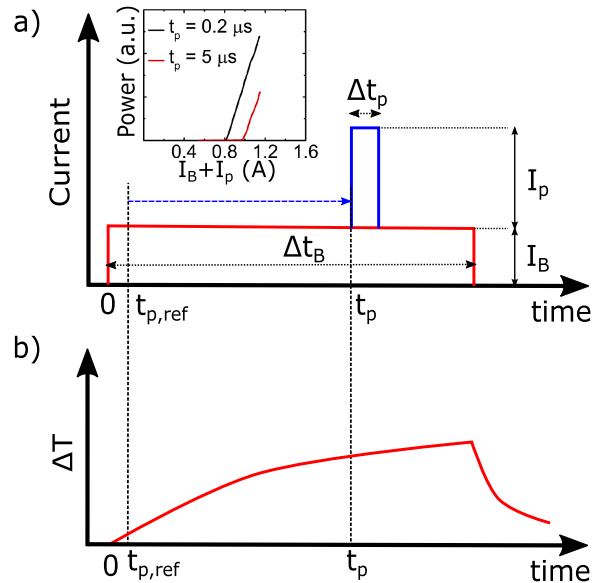 a)
t_p = 0.2 μs
t_p = 5 μs
Power (a.u.)
0.4 0.8 1.2 1.6
I_B+I_p (A)
Δt_p
Current
I_p
Δt_B
I_B
0 t_p,ref t_p time
b)
ΔT
0 t_p,ref t_p time